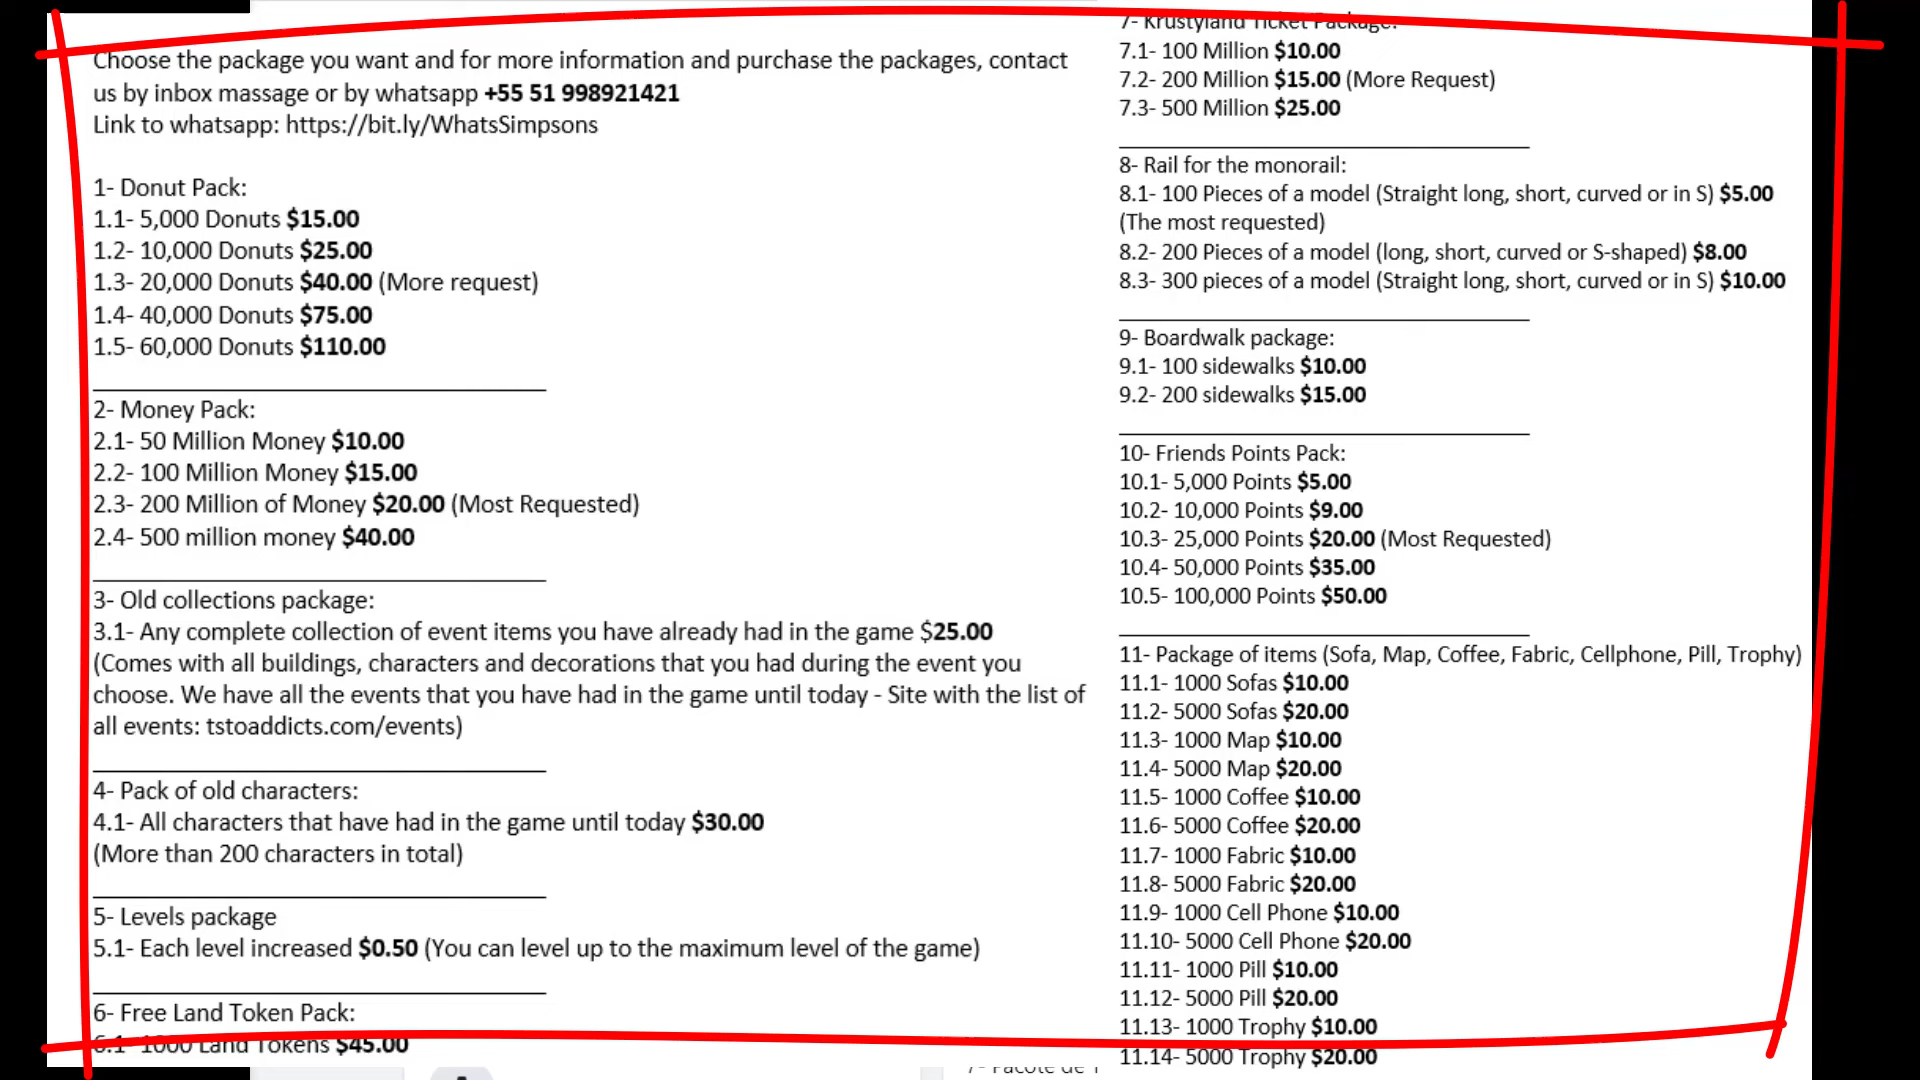 Choose the package you want and for more information and purchase the packages, contact
us by inbox massage or by whatsapp +55 51 998921421
Link to whatsapp: https://bit.ly/WhatsSimpsons
1- Donut Pack:
1.1- 5,000 Donuts $15.00
1.2- 10,000 Donuts $25.00
1.3- 20,000 Donuts $40.00 (More request)
1.4- 40,000 Donuts $75.00
1.5- 60,000 Donuts $110.00
2- Money Pack:
2.1- 50 Million Money $10.00
2.2- 100 Million Money $15.00
2.3- 200 Million of Money $20.00 (Most Requested)
2.4- 500 million money $40.00
3- Old collections package:
3.1- Any complete collection of event items you have already had in the game $25.00
(Comes with all buildings, characters and decorations that you had during the event you
choose. We have all the events that you have had in the game until today - Site with the list of
all events: tstoaddicts.com/events)
4- Pack of old characters:
4.1- All characters that have had in the game until today $30.00
(More than 200 characters in total)
5- Levels package
5.1- Each level increased $0.50 (You can level up to the maximum level of the game)
6- Free Land Token Pack:
6.1- 1000 Land Tokens $45.00
7- Krustyland Ticket Package:
7.1- 100 Million $10.00
7.2- 200 Million $15.00 (More Request)
7.3- 500 Million $25.00
8- Rail for the monorail:
8.1- 100 Pieces of a model (Straight long, short, curved or in S) $5.00
(The most requested)
8.2- 200 Pieces of a model (long, short, curved or S-shaped) $8.00
8.3- 300 pieces of a model (Straight long, short, curved or in S) $10.00
9- Boardwalk package:
9.1- 100 sidewalks $10.00
9.2- 200 sidewalks $15.00
10- Friends Points Pack:
10.1- 5,000 Points $5.00
10.2- 10,000 Points $9.00
10.3- 25,000 Points $20.00 (Most Requested)
10.4- 50,000 Points $35.00
10.5- 100,000 Points $50.00
11- Package of items (Sofa, Map, Coffee, Fabric, Cellphone, Pill, Trophy)
11.1- 1000 Sofas $10.00
11.2- 5000 Sofas $20.00
11.3- 1000 Map $10.00
11.4- 5000 Map $20.00
11.5- 1000 Coffee $10.00
11.6- 5000 Coffee $20.00
11.7- 1000 Fabric $10.00
11.8- 5000 Fabric $20.00
11.9- 1000 Cell Phone $10.00
11.10- 5000 Cell Phone $20.00
11.11- 1000 Pill $10.00
11.12- 5000 Pill $20.00
11.13- 1000 Trophy $10.00
11.14- 5000 Trophy $20.00
7- Pacote de